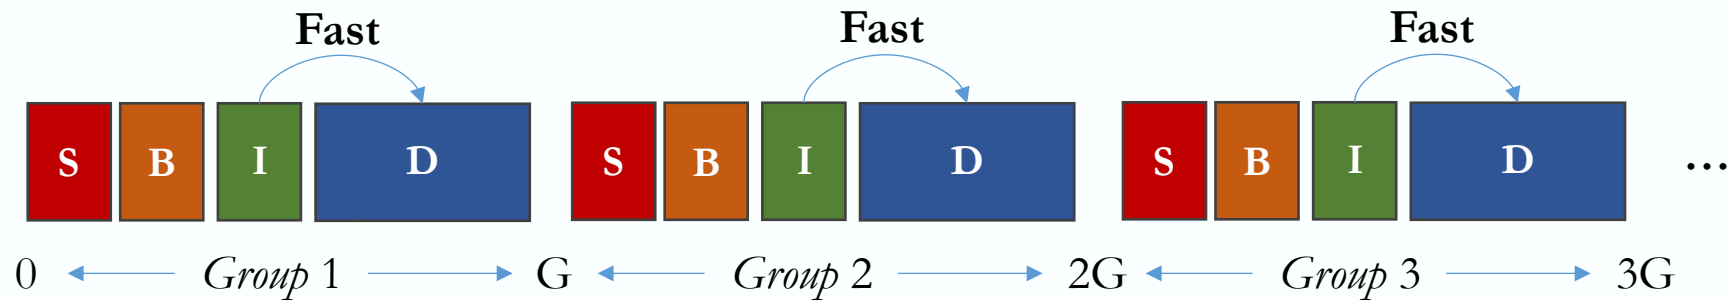 Fast Fast Fast
S B I D S B I D S B I D ...
0 Group 1 G Group 2 2G Group 3 3G